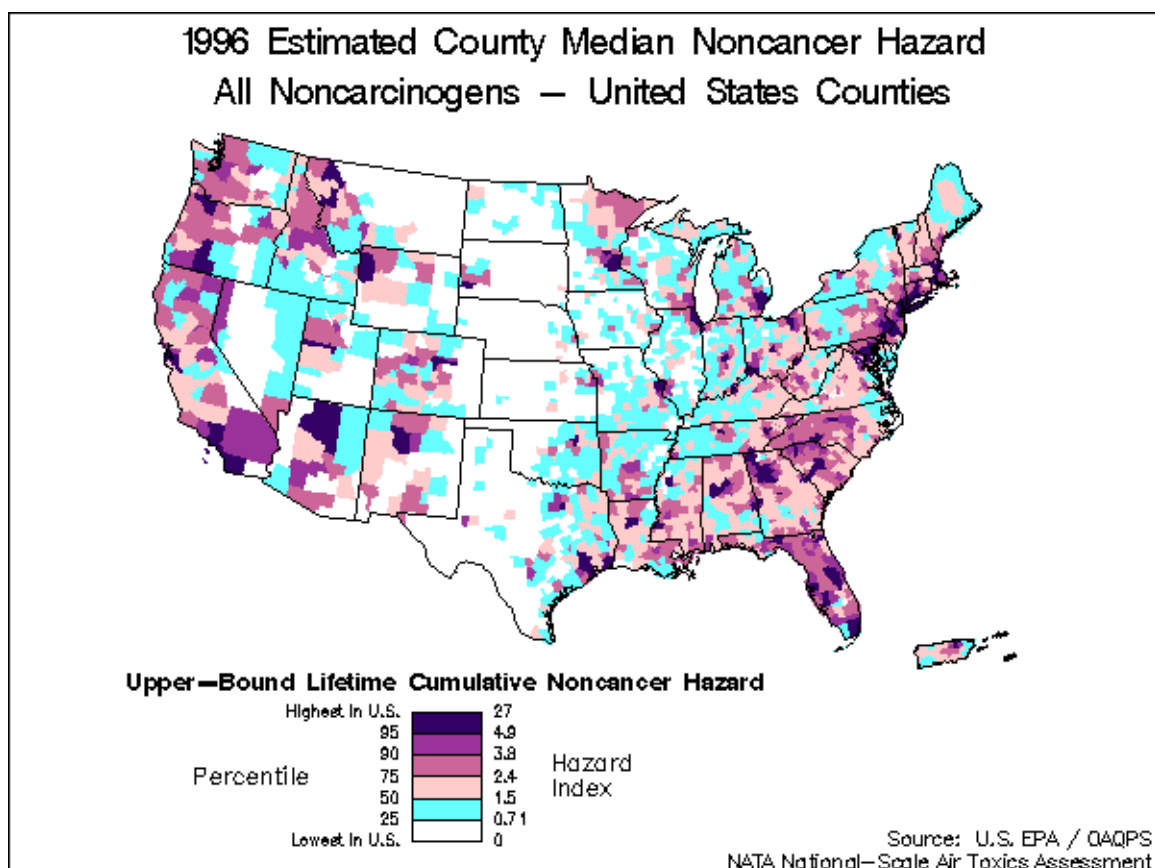 1996 Estimated County Median Noncancer Hazard
All Noncarcinogens — United States Counties
Upper—Bound Lifetime Cumulative Noncancer Hazard
Highest in U.S. 27
95 4.9
90 3.8
Percentile 75 2.4 Hazard Index
50 1.5
25 0.71
Lowest in U.S. 0
Source: U.S. EPA / OAQPS
NATA National—Scale Air Toxics Assessment